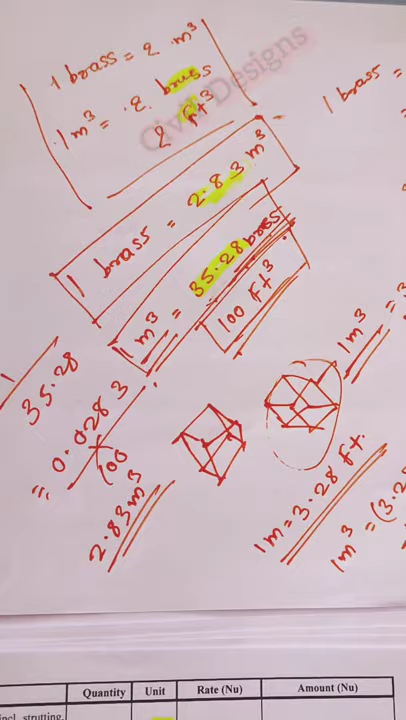 1 brass = 2 m³
1m³ = 2. brass
2 ft³
Civil Designs
1 brass =
1 brass = 2.83 m³
1m³ = 35.28 brass
100 Ft³
1
35.28
= 0.0283
100
2.83m³
1m³ =
1m = 3.28 Ft.
1m³ = (3.2
Quantity Unit Rate (Nu) Amount (Nu)
incl. strutting,